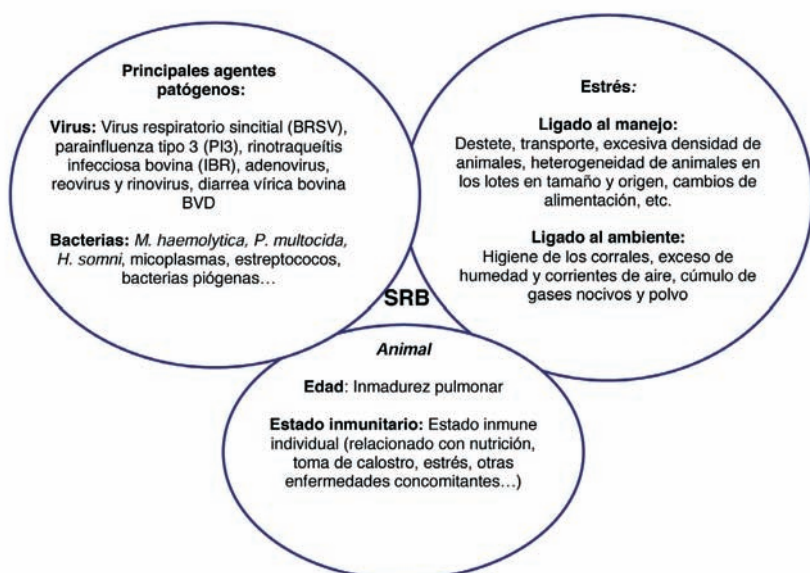 Principales agentes
patógenos:
Virus: Virus respiratorio sincitial (BRSV),
parainfluenza tipo 3 (PI3), rinotraqueítis
infecciosa bovina (IBR), adenovirus,
reovirus y rinovirus, diarrea vírica bovina
BVD
Bacterias: M. haemolytica, P. multocida,
H. somni, micoplasmas, estreptococos,
bacterias piógenas...
Estrés:
Ligado al manejo:
Destete, transporte, excesiva densidad de
animales, heterogeneidad de animales en
los lotes en tamaño y origen, cambios de
alimentación, etc.
Ligado al ambiente:
Higiene de los corrales, exceso de
humedad y corrientes de aire, cúmulo de
gases nocivos y polvo
SRB
Animal
Edad: Inmadurez pulmonar
Estado inmunitario: Estado inmune
individual (relacionado con nutrición,
toma de calostro, estrés, otras
enfermedades concomitantes...)